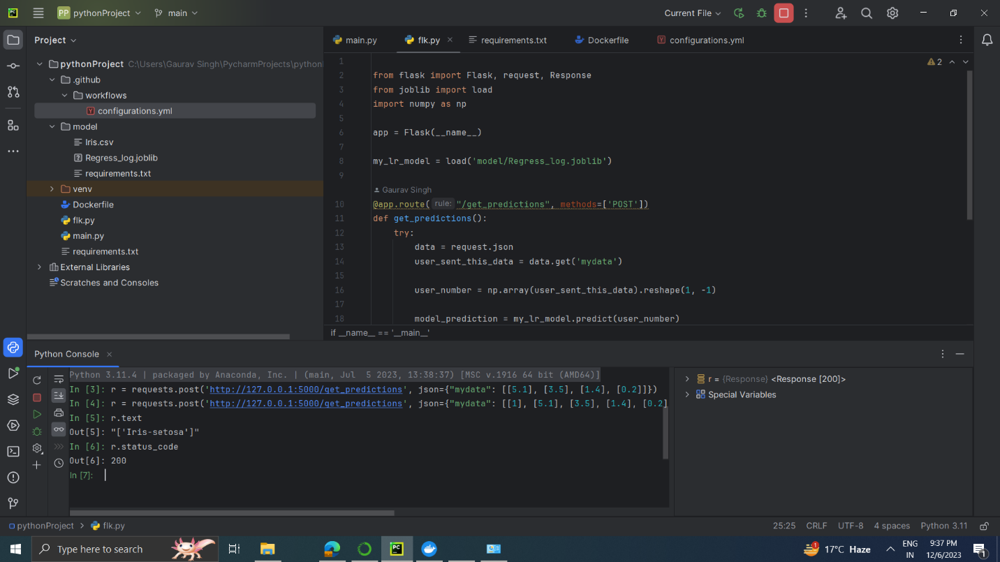 PC
PP pythonProject
main
Current File
Project
main.py
flk.py
requirements.txt
Dockerfile
configurations.yml
pythonProject C:\Users\Gaurav Singh\PycharmProjects\python
.github
workflows
configurations.yml
model
Iris.csv
Regress_log.joblib
requirements.txt
venv
Dockerfile
flk.py
main.py
requirements.txt
External Libraries
Scratches and Consoles
2
1
2 from flask import Flask, request, Response
3 from joblib import load
4 import numpy as np
5
6 app = Flask(__name__)
7
8 my_lr_model = load('model/Regress_log.joblib')
9
Gaurav Singh
10 @app.route( rule: "/get_predictions", methods=['POST'])
11 def get_predictions():
12 try:
13 data = request.json
14 user_sent_this_data = data.get('mydata')
15
16 user_number = np.array(user_sent_this_data).reshape(1, -1)
17
18 model_prediction = my_lr_model.predict(user_number)
if __name__ == '__main__'
Python Console
Python 3.11.4 | packaged by Anaconda, Inc. | (main, Jul  5 2023, 13:38:37) [MSC v.1916 64 bit (AMD64)]
In [3]: r = requests.post('http://127.0.0.1:5000/get_predictions', json={"mydata": [[5.1], [3.5], [1.4], [0.2]]})
In [4]: r = requests.post('http://127.0.0.1:5000/get_predictions', json={"mydata": [[1], [5.1], [3.5], [1.4], [0.2]
In [5]: r.text
Out[5]: "['Iris-setosa']"
In [6]: r.status_code
Out[6]: 200
In [7]:
r = {Response} <Response [200]>
Special Variables
pythonProject > flk.py
25:25 CRLF UTF-8 4 spaces Python 3.11
Type here to search
PC
1
17°C Haze
ENG
IN
9:37 PM
12/6/2023
1